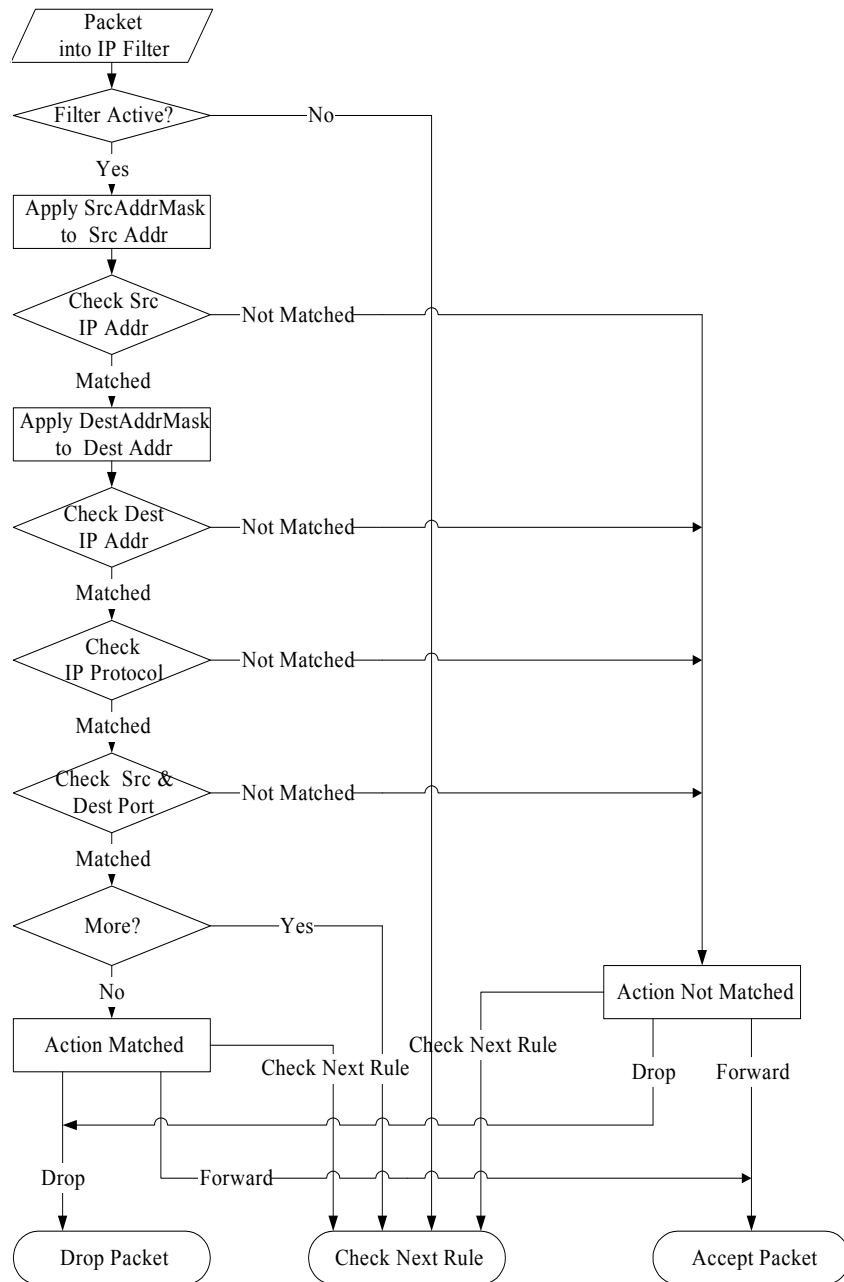 Packet
into IP Filter
Filter Active?
No
Yes
Apply SrcAddrMask
to Src Addr
Check Src
IP Addr
Not Matched
Matched
Apply DestAddrMask
to Dest Addr
Check Dest
IP Addr
Not Matched
Matched
Check
IP Protocol
Not Matched
Matched
Check Src &
Dest Port
Not Matched
Matched
More?
Yes
No
Action Not Matched
Action Matched
Check Next Rule
Check Next Rule
Drop
Forward
Drop
Forward
Drop Packet
Check Next Rule
Accept Packet